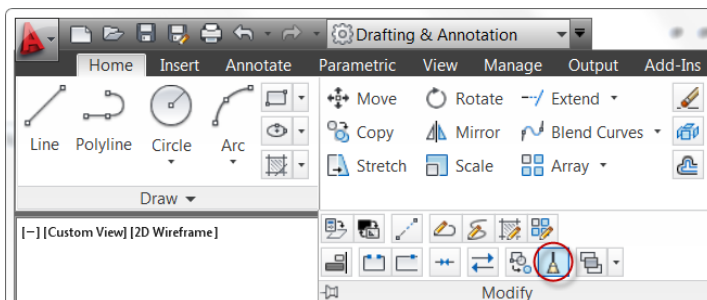 Drafting & Annotation
Home Insert Annotate Parametric View Manage Output Add-Ins
Line Polyline Circle Arc
Move Rotate Extend
Copy Mirror Blend Curves
Stretch Scale Array
Draw
[−] [Custom View] [2D Wireframe]
Modify